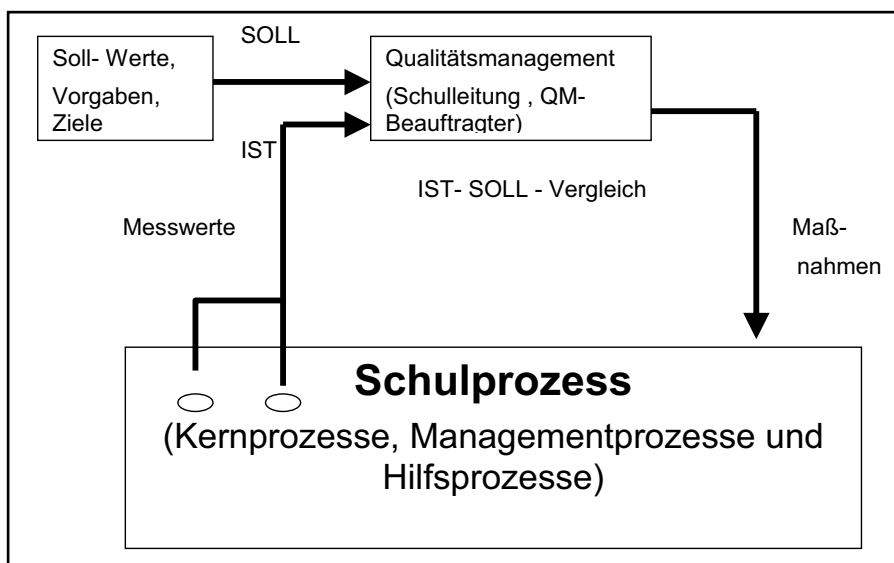 SOLL
Soll- Werte,
Vorgaben,
Ziele
Qualitätsmanagement
(Schulleitung , QM-
Beauftragter)
IST
IST- SOLL - Vergleich
Messwerte
Maß-
nahmen
Schulprozess
(Kernprozesse, Managementprozesse und
Hilfsprozesse)